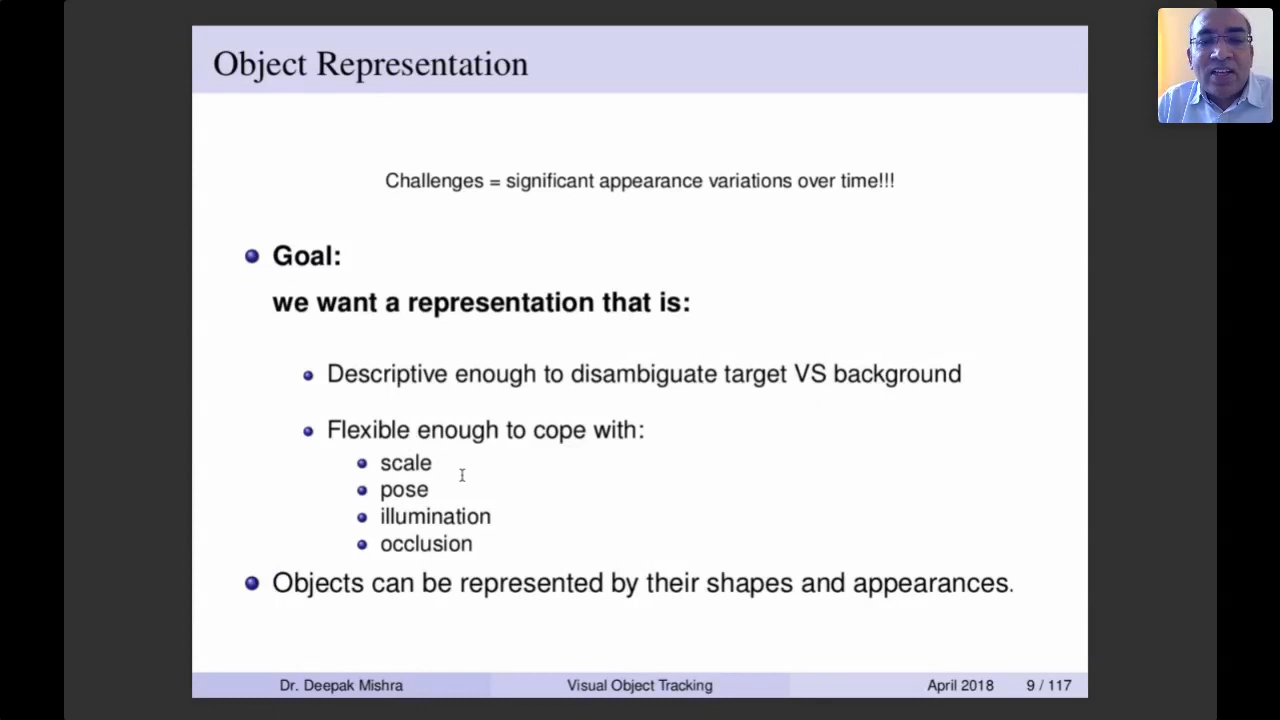 Object Representation
Challenges = significant appearance variations over time!!!
Goal:
we want a representation that is:
Descriptive enough to disambiguate target VS background
Flexible enough to cope with:
scale
pose
illumination
occlusion
Objects can be represented by their shapes and appearances.
Dr. Deepak Mishra Visual Object Tracking April 2018 9 / 117